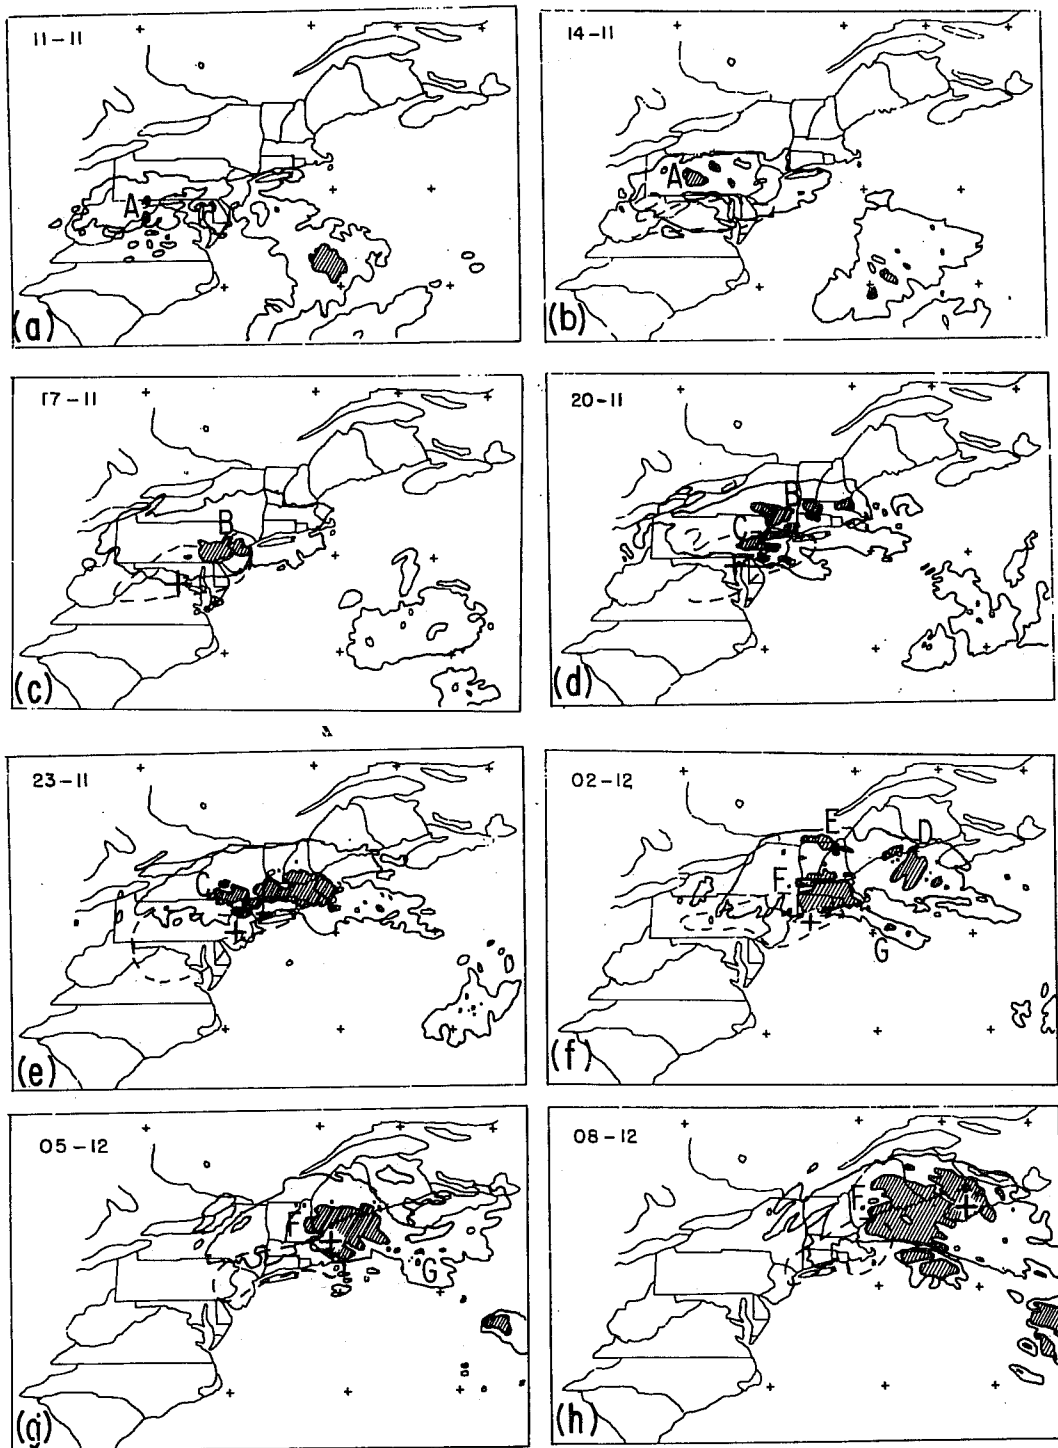 11-11
A
(a)
14-11
A
(b)
17-11
B
L
(c)
20-11
B
C
L
(d)
23-11
C
(e)
02-12
E
D
F
G
(f)
05-12
F
G
(g)
08-12
F
(h)